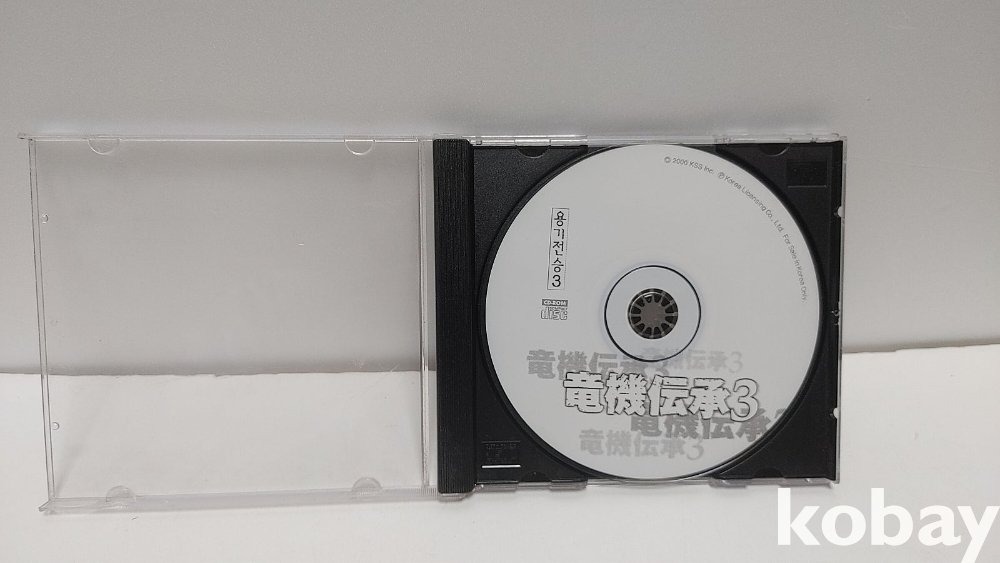 © 2000 KSS Inc. ℗ Korea Licensing Co., Ltd. For Sale in Korea Only.
용기전승3
CD-ROM
disc
竜機伝承3
竜機伝承3
竜機伝承3
竜機伝承
竜機伝承3
kobay